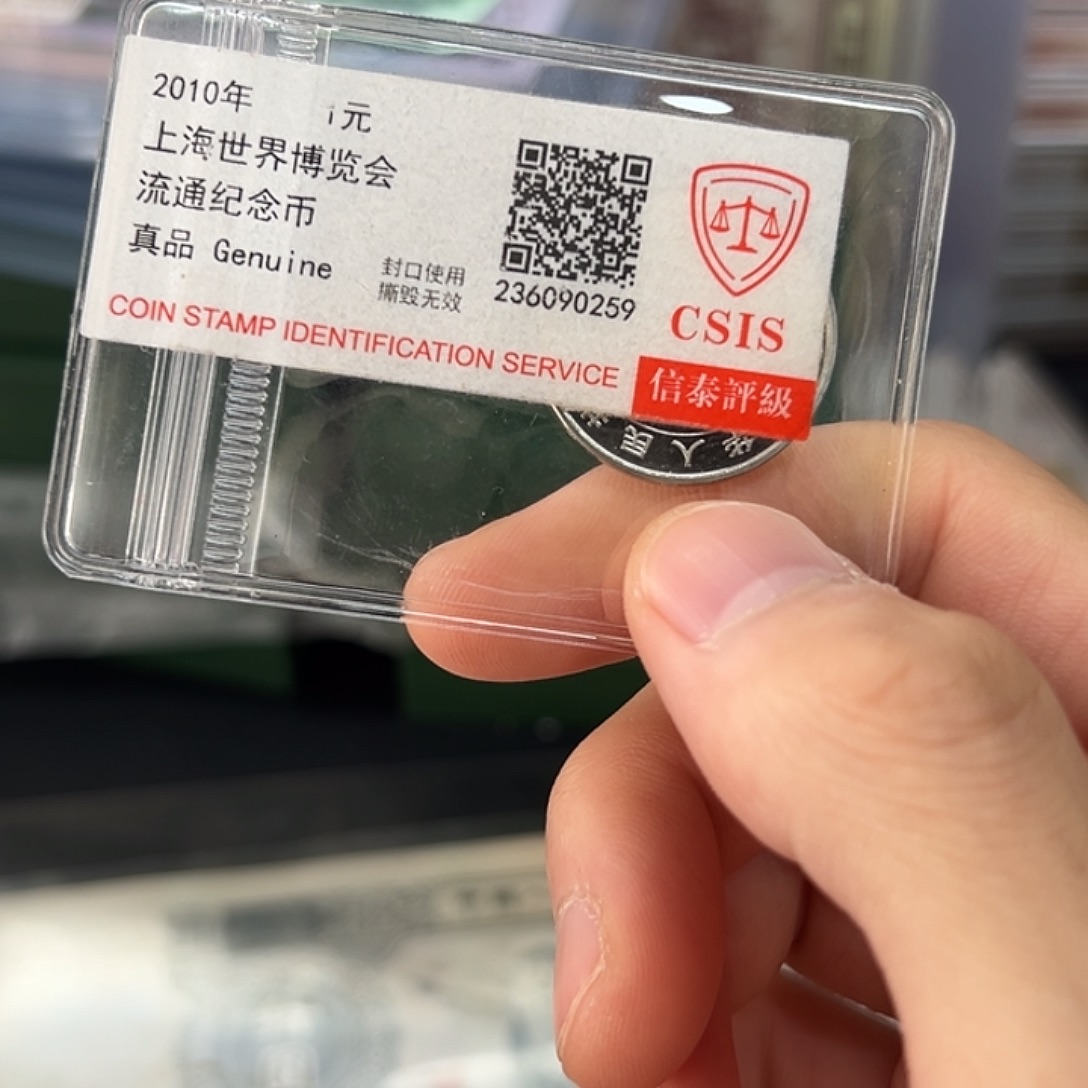 2010年 1元
上海世界博览会
流通纪念币
真品 Genuine
封口使用
撕毁无效
236090259
COIN STAMP IDENTIFICATION SERVICE
CSIS
信泰評級
人民